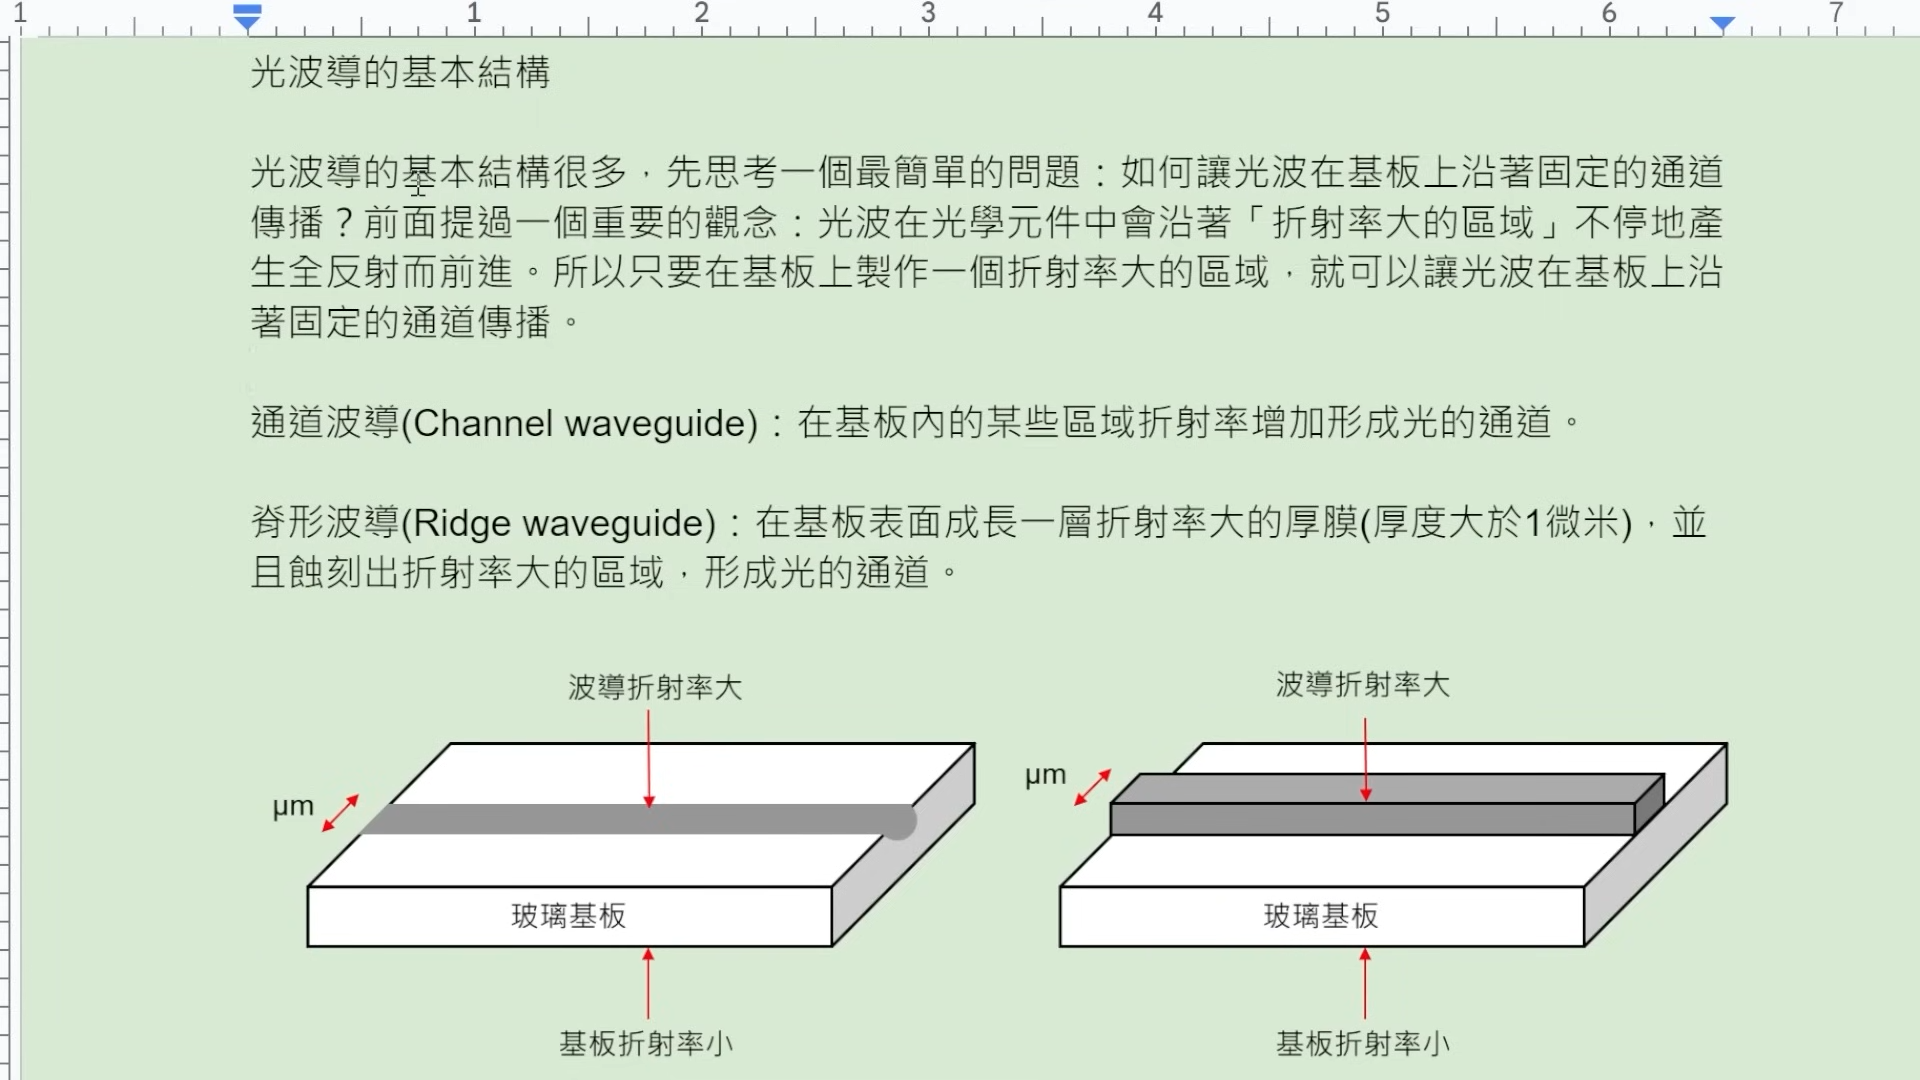 1 1 2 3 4 5 6 7
光波導的基本結構
光波導的基本結構很多，先思考一個最簡單的問題：如何讓光波在基板上沿著固定的通道
傳播？前面提過一個重要的觀念：光波在光學元件中會沿著「折射率大的區域」不停地產
生全反射而前進。所以只要在基板上製作一個折射率大的區域，就可以讓光波在基板上沿
著固定的通道傳播。
通道波導(Channel waveguide)：在基板內的某些區域折射率增加形成光的通道。
脊形波導(Ridge waveguide)：在基板表面成長一層折射率大的厚膜(厚度大於1微米)，並
且蝕刻出折射率大的區域，形成光的通道。
波導折射率大
μm
玻璃基板
基板折射率小
波導折射率大
μm
玻璃基板
基板折射率小